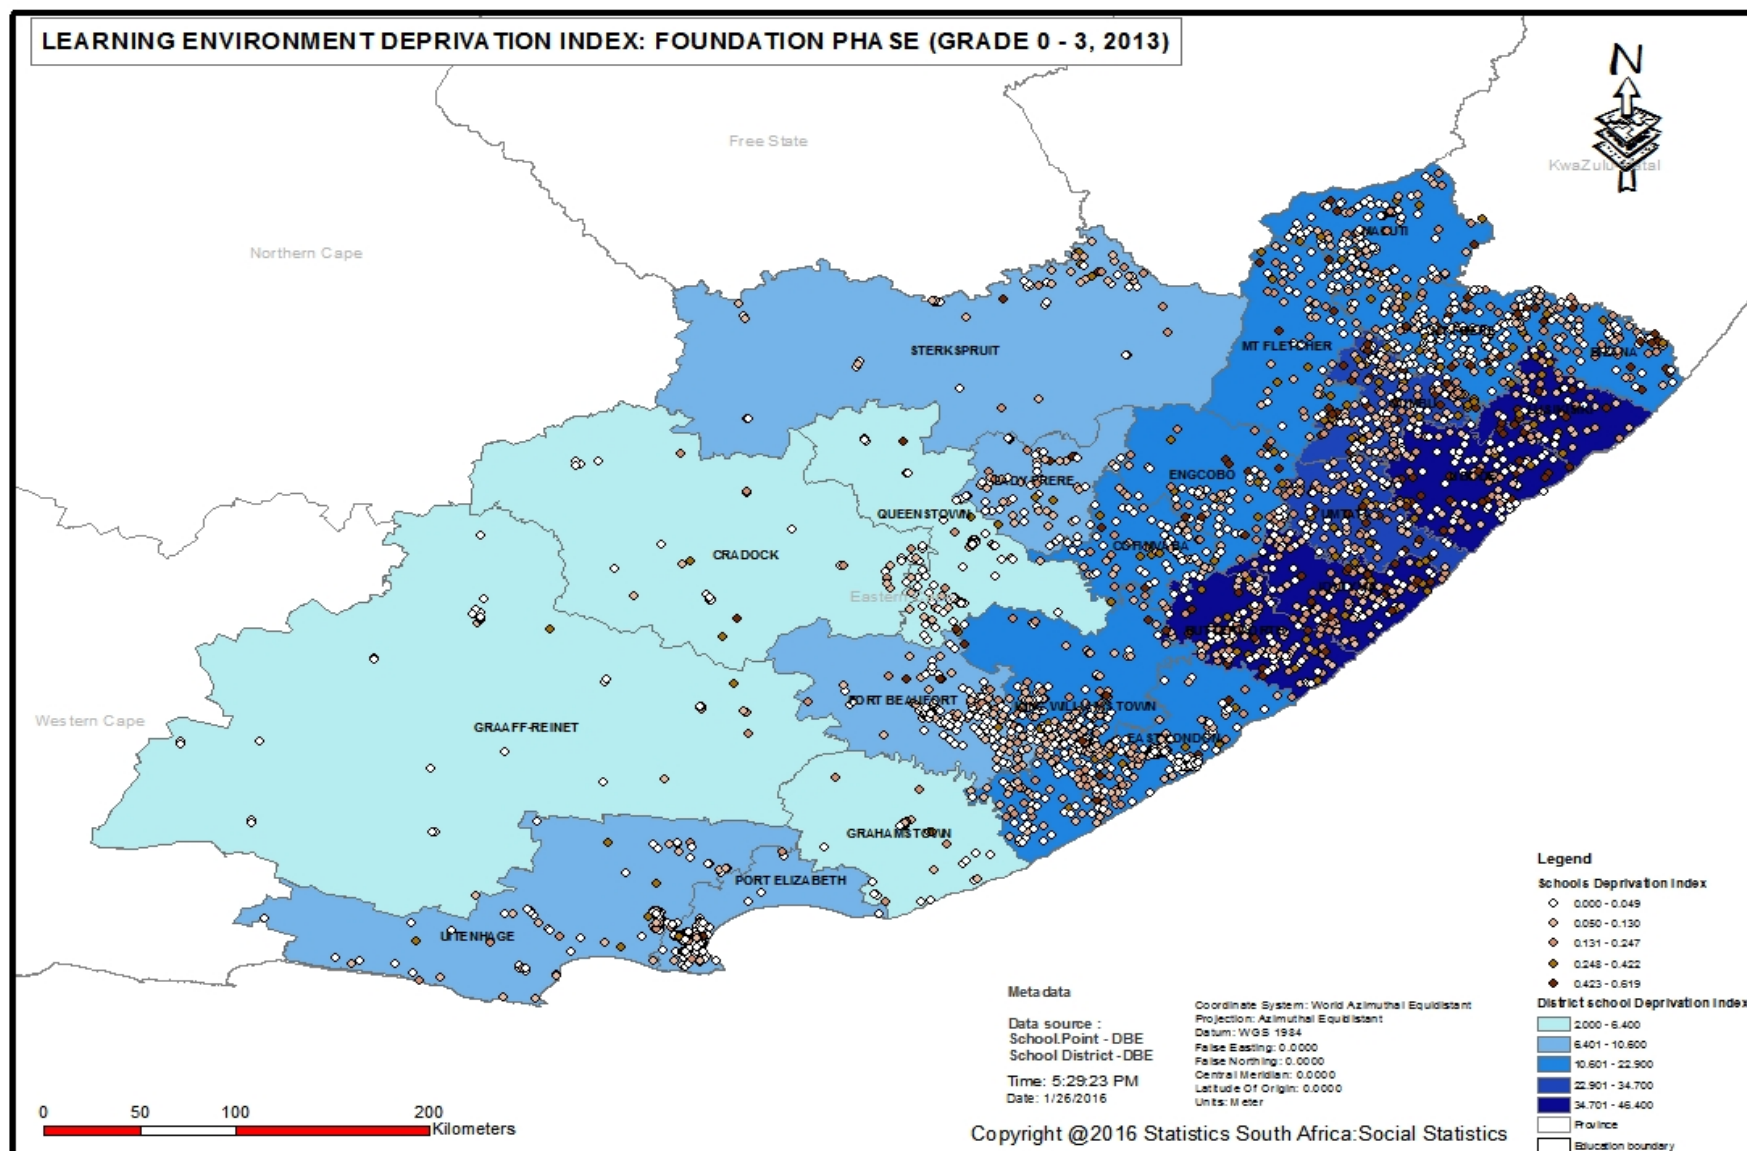 LEARNING ENVIRONMENT DEPRIVATION INDEX: FOUNDATION PHASE (GRADE 0 - 3, 2013)
N
Free State
KwaZulu
Northern Cape
MT FLETCHER
STERKSPRUIT
ENGCOBO
QUEENSTOWN
CRADOCK
Eastern
FORT BEAUFORT
KING WILLIAMS TOWN
Western Cape
GRAAFF-REINET
EAST LONDON
GRAHAMSTOWN
PORT ELIZABETH
UITENHAGE
Legend
Schools Deprivation Index
0.000 - 0.049
0.050 - 0.130
0.131 - 0.247
0.248 - 0.422
0.423 - 0.619
District school Deprivation Index
2.000 - 6.400
6.401 - 10.600
10.601 - 22.900
22.901 - 34.700
34.701 - 46.400
Province
Education boundary
Metadata
Data source :
School.Point - DBE
School District -DBE
Time: 5:29:23 PM
Date: 1/26/2016
Coordinate System: World Azimuthal Equidistant
Projection: Azimuthal Equidistant
Datum: WGS 1984
False Easting: 0.0000
False Northing: 0.0000
Central Meridian: 0.0000
Latitude Of Origin: 0.0000
Units: Meter
0 50 100 200
Kilometers
Copyright @2016 Statistics South Africa:Social Statistics